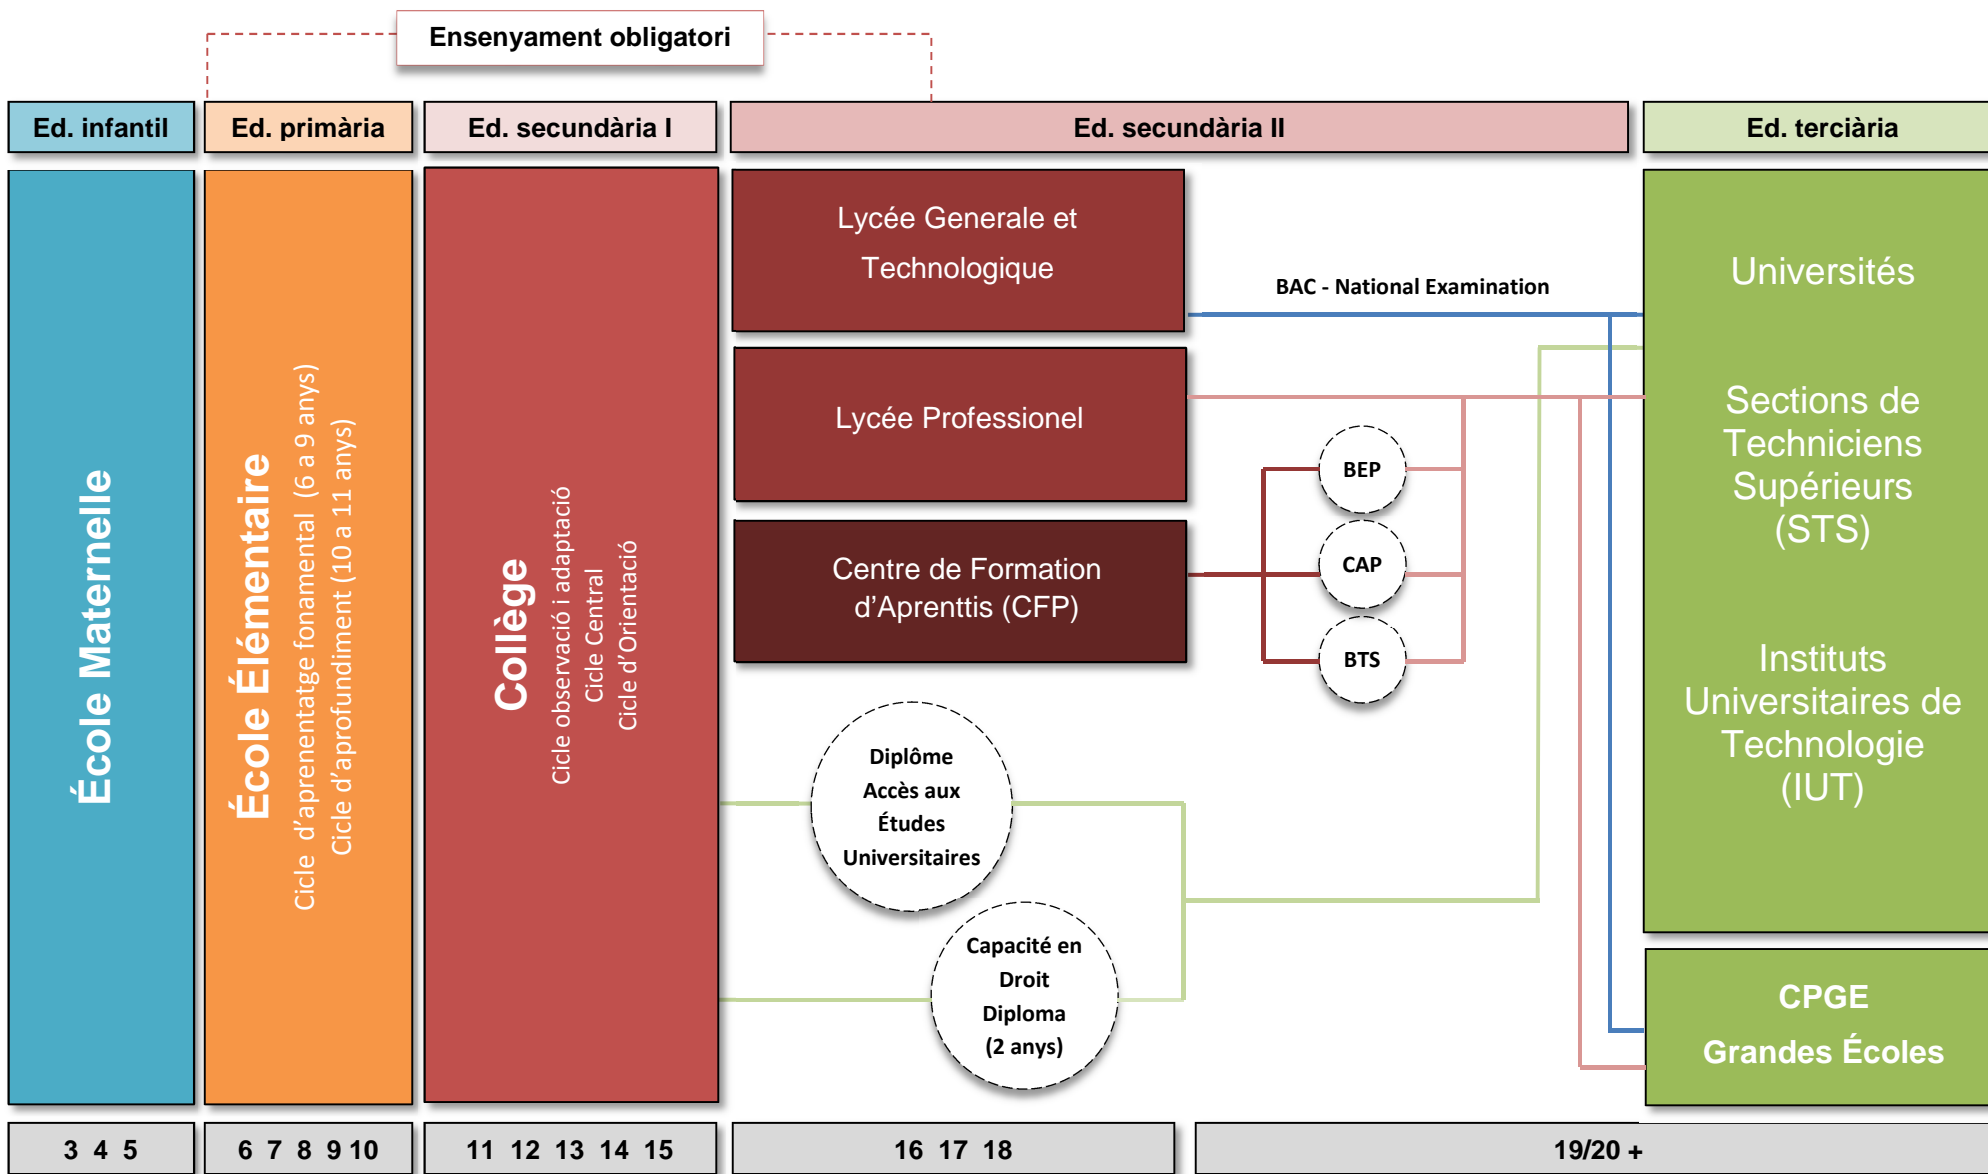 Ensenyament obligatori
Ed. infantil
Ed. primària
Ed. secundària I
Ed. secundària II
Ed. terciària
École Maternelle
École Élémentaire
Cicle d'aprenentatge fonamental (6 a 9 anys)
Cicle d'aprofundiment (10 a 11 anys)
Collège
Cicle observació i adaptació
Cicle Central
Cicle d'Orientació
Lycée Generale et
Technologique
Lycée Professionel
Centre de Formation
d'Aprenttis (CFP)
BAC - National Examination
BEP
CAP
BTS
Diplôme
Accès aux
Études
Universitaires
Capacité en
Droit
Diploma
(2 anys)
Universités
Sections de
Techniciens
Supérieurs
(STS)
Instituts
Universitaires de
Technologie
(IUT)
CPGE
Grandes Écoles
3 4 5
6 7 8 9 10
11 12 13 14 15
16 17 18
19/20 +